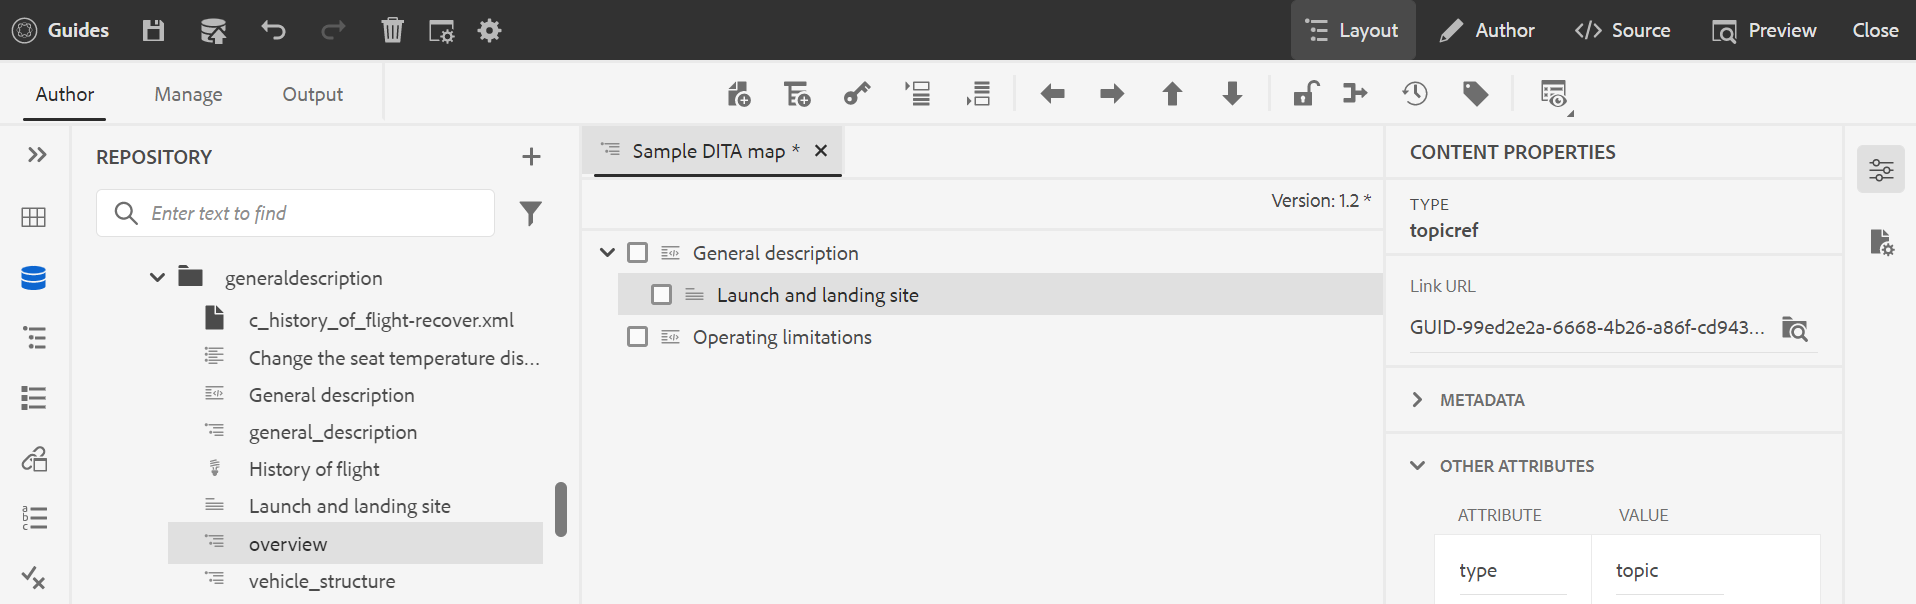 Guides
Layout
Author
Source
Preview
Close
Author
Manage
Output
REPOSITORY
Enter text to find
generaldescription
c_history_of_flight-recover.xml
Change the seat temperature dis...
General description
general_description
History of flight
Launch and landing site
overview
vehicle_structure
Sample DITA map *
Version: 1.2 *
General description
Launch and landing site
Operating limitations
CONTENT PROPERTIES
TYPE
topicref
Link URL
GUID-99ed2e2a-6668-4b26-a86f-cd943...
METADATA
OTHER ATTRIBUTES
ATTRIBUTE VALUE
type topic